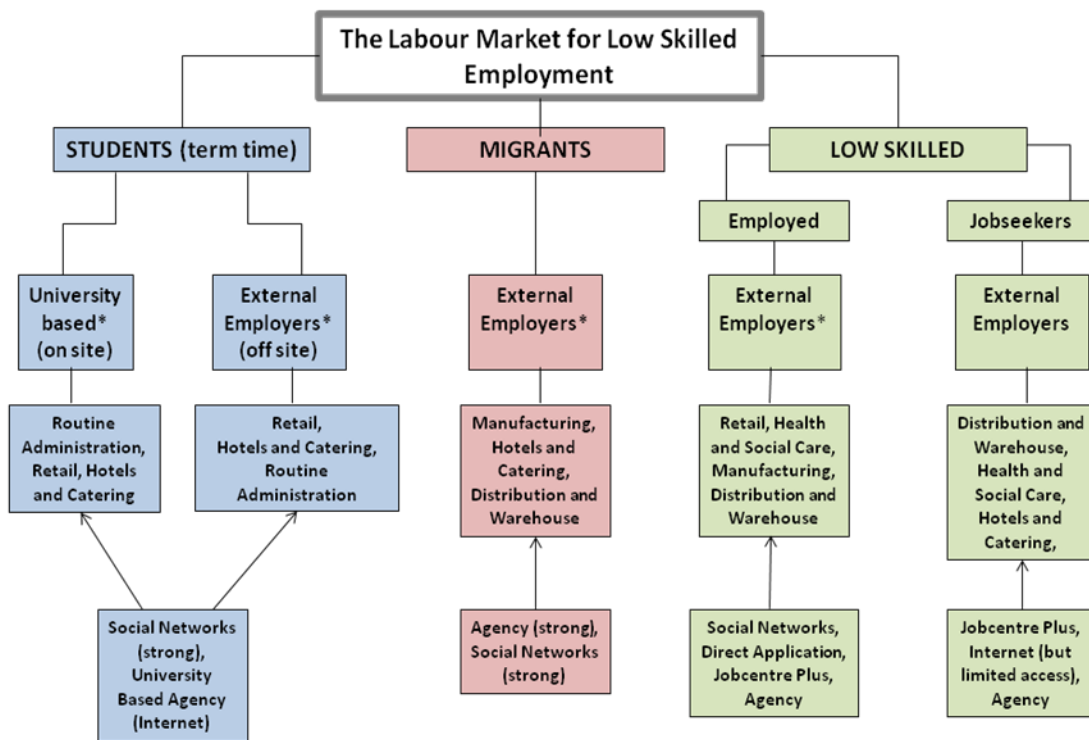 The Labour Market for Low Skilled
Employment
STUDENTS (term time)
MIGRANTS
LOW SKILLED
Employed
Jobseekers
University
based*
(on site)
External
Employers*
(off site)
External
Employers*
External
Employers*
External
Employers
Routine
Administration,
Retail, Hotels
and Catering
Retail,
Hotels and Catering,
Routine
Administration
Manufacturing,
Hotels and
Catering,
Distribution and
Warehouse
Retail, Health
and Social Care,
Manufacturing,
Distribution and
Warehouse
Distribution and
Warehouse,
Health and
Social Care,
Hotels and
Catering,
Social Networks
(strong),
University
Based Agency
(Internet)
Agency (strong),
Social Networks
(strong)
Social Networks,
Direct Application,
Jobcentre Plus,
Agency
Jobcentre Plus,
Internet (but
limited access),
Agency